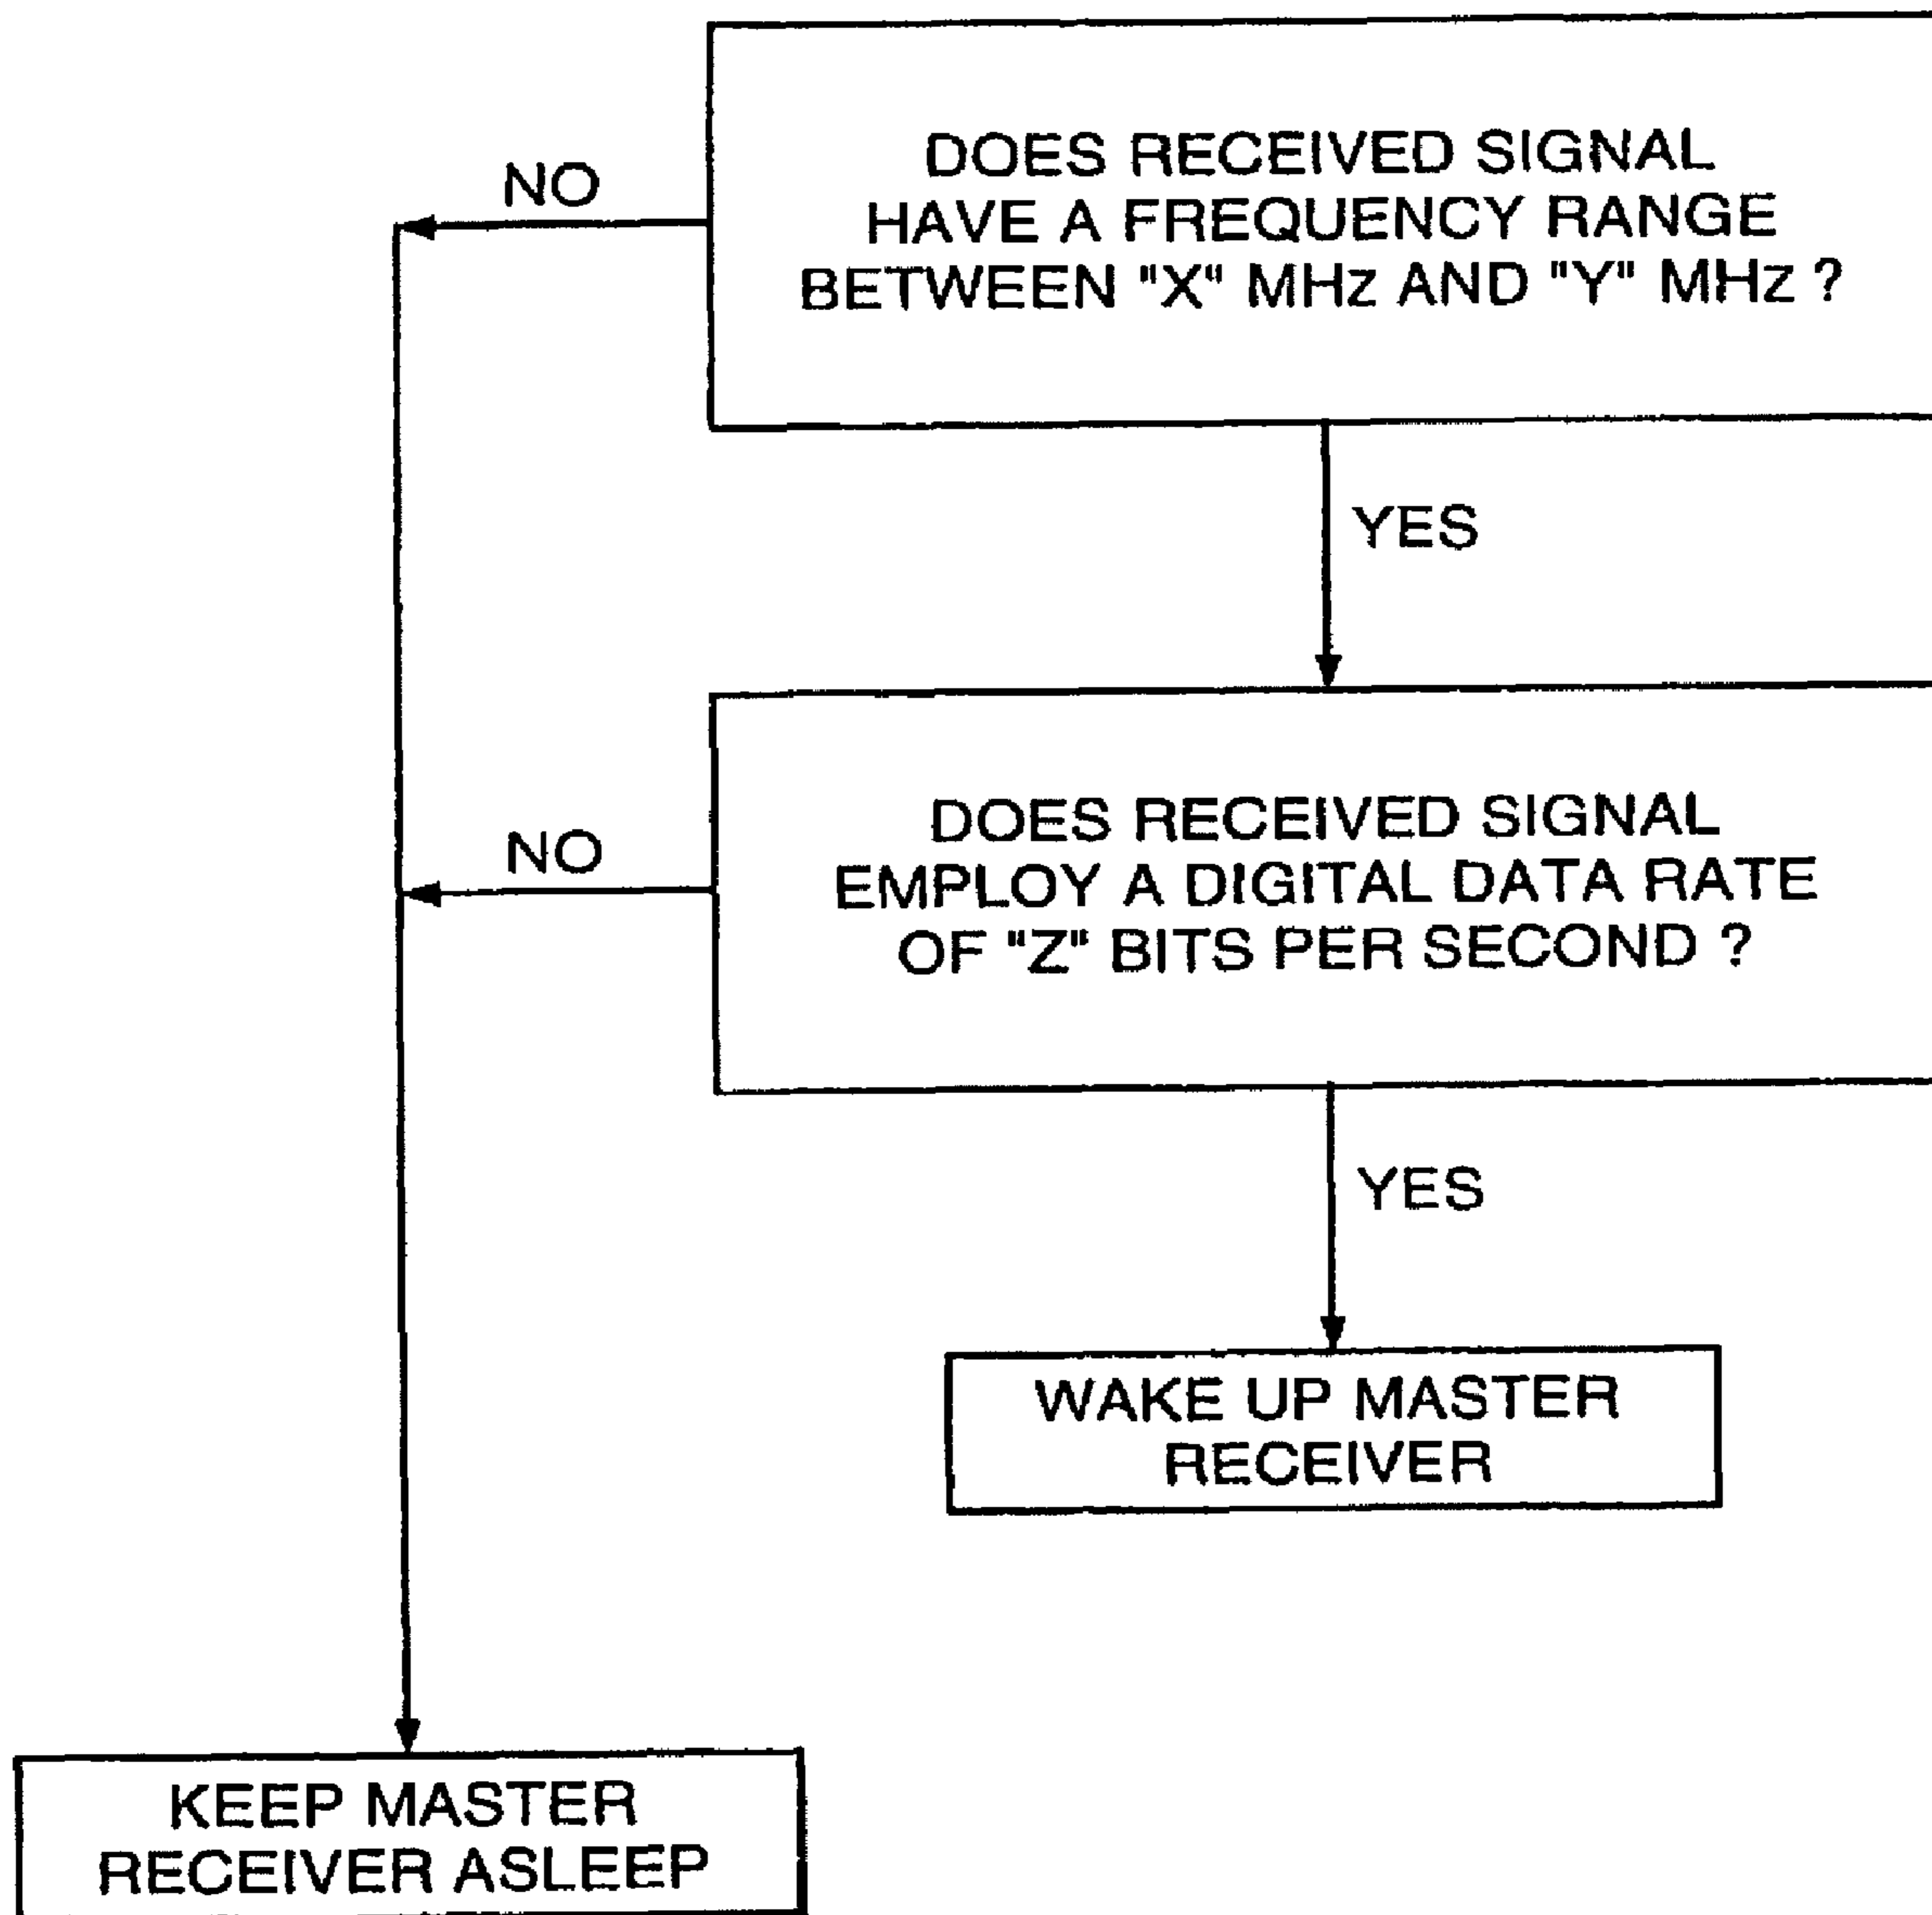 DOES RECEIVED SIGNAL
HAVE A FREQUENCY RANGE
BETWEEN "X" MHz AND "Y" MHz ?
NO
YES
DOES RECEIVED SIGNAL
EMPLOY A DIGITAL DATA RATE
OF "Z" BITS PER SECOND ?
NO
YES
WAKE UP MASTER
RECEIVER
KEEP MASTER
RECEIVER ASLEEP